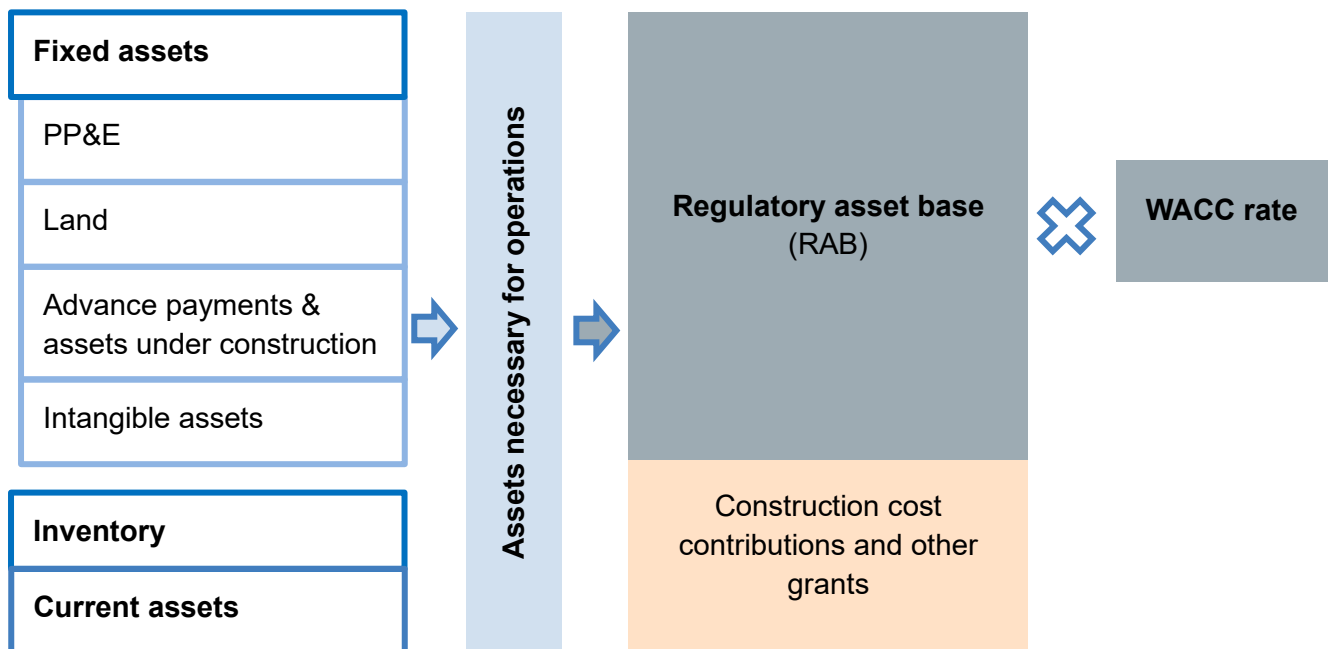 Fixed assets
PP&E
Land
Advance payments &
assets under construction
Intangible assets
Inventory
Current assets
Assets necessary for operations
Regulatory asset base
(RAB)
Construction cost
contributions and other
grants
WACC rate